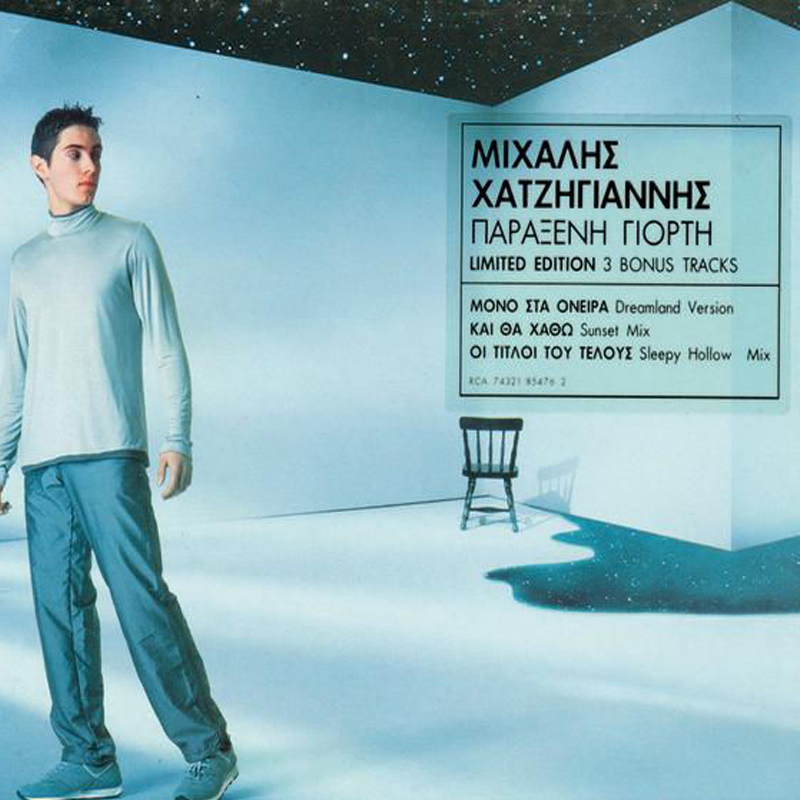 ΜΙΧΑΛΗΣ
ΧΑΤΖΗΓΙΑΝΝΗΣ
ΠΑΡΑΞΕΝΗ ΓΙΟΡΤΗ
LIMITED EDITION 3 BONUS TRACKS
ΜΟΝΟ ΣΤΑ ΟΝΕΙΡΑ Dreamland Version
ΚΑΙ ΘΑ ΧΑΘΩ Sunset Mix
ΟΙ ΤΙΤΛΟΙ ΤΟΥ ΤΕΛΟΥΣ Sleepy Hollow Mix
RCA 74321 85476 2